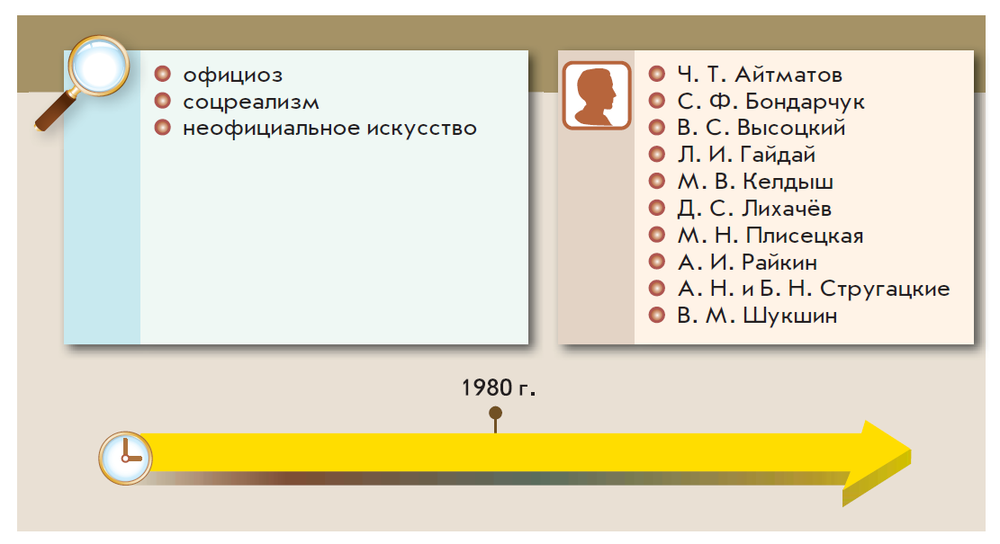 официоз
соцреализм
неофициальное искусство
Ч. Т. Айтматов
С. Ф. Бондарчук
В. С. Высоцкий
Л. И. Гайдай
М. В. Келдыш
Д. С. Лихачёв
М. Н. Плисецкая
А. И. Райкин
А. Н. и Б. Н. Стругацкие
В. М. Шукшин
1980 г.